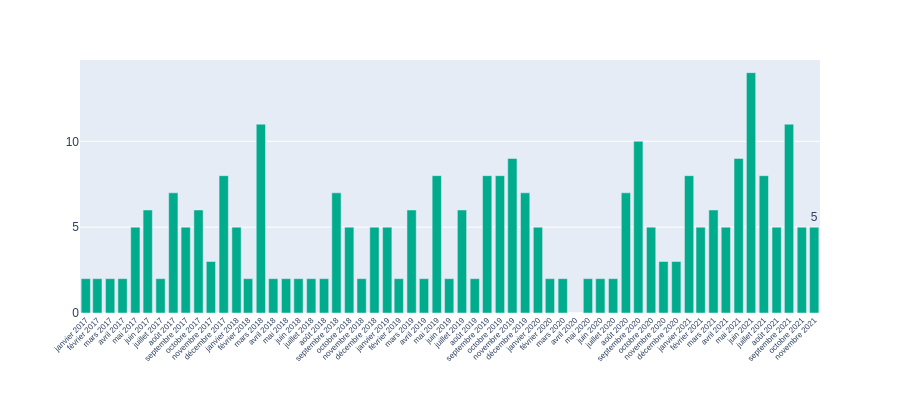 10
5
5
0
janvier 2017
février 2017
mars 2017
avril 2017
mai 2017
juin 2017
juillet 2017
août 2017
septembre 2017
octobre 2017
novembre 2017
décembre 2017
janvier 2018
février 2018
mars 2018
avril 2018
mai 2018
juin 2018
juillet 2018
août 2018
septembre 2018
octobre 2018
novembre 2018
décembre 2018
janvier 2019
février 2019
mars 2019
avril 2019
mai 2019
juin 2019
juillet 2019
août 2019
septembre 2019
octobre 2019
novembre 2019
décembre 2019
janvier 2020
février 2020
mars 2020
avril 2020
mai 2020
juin 2020
juillet 2020
août 2020
septembre 2020
octobre 2020
novembre 2020
décembre 2020
janvier 2021
février 2021
mars 2021
avril 2021
mai 2021
juin 2021
juillet 2021
août 2021
septembre 2021
octobre 2021
novembre 2021